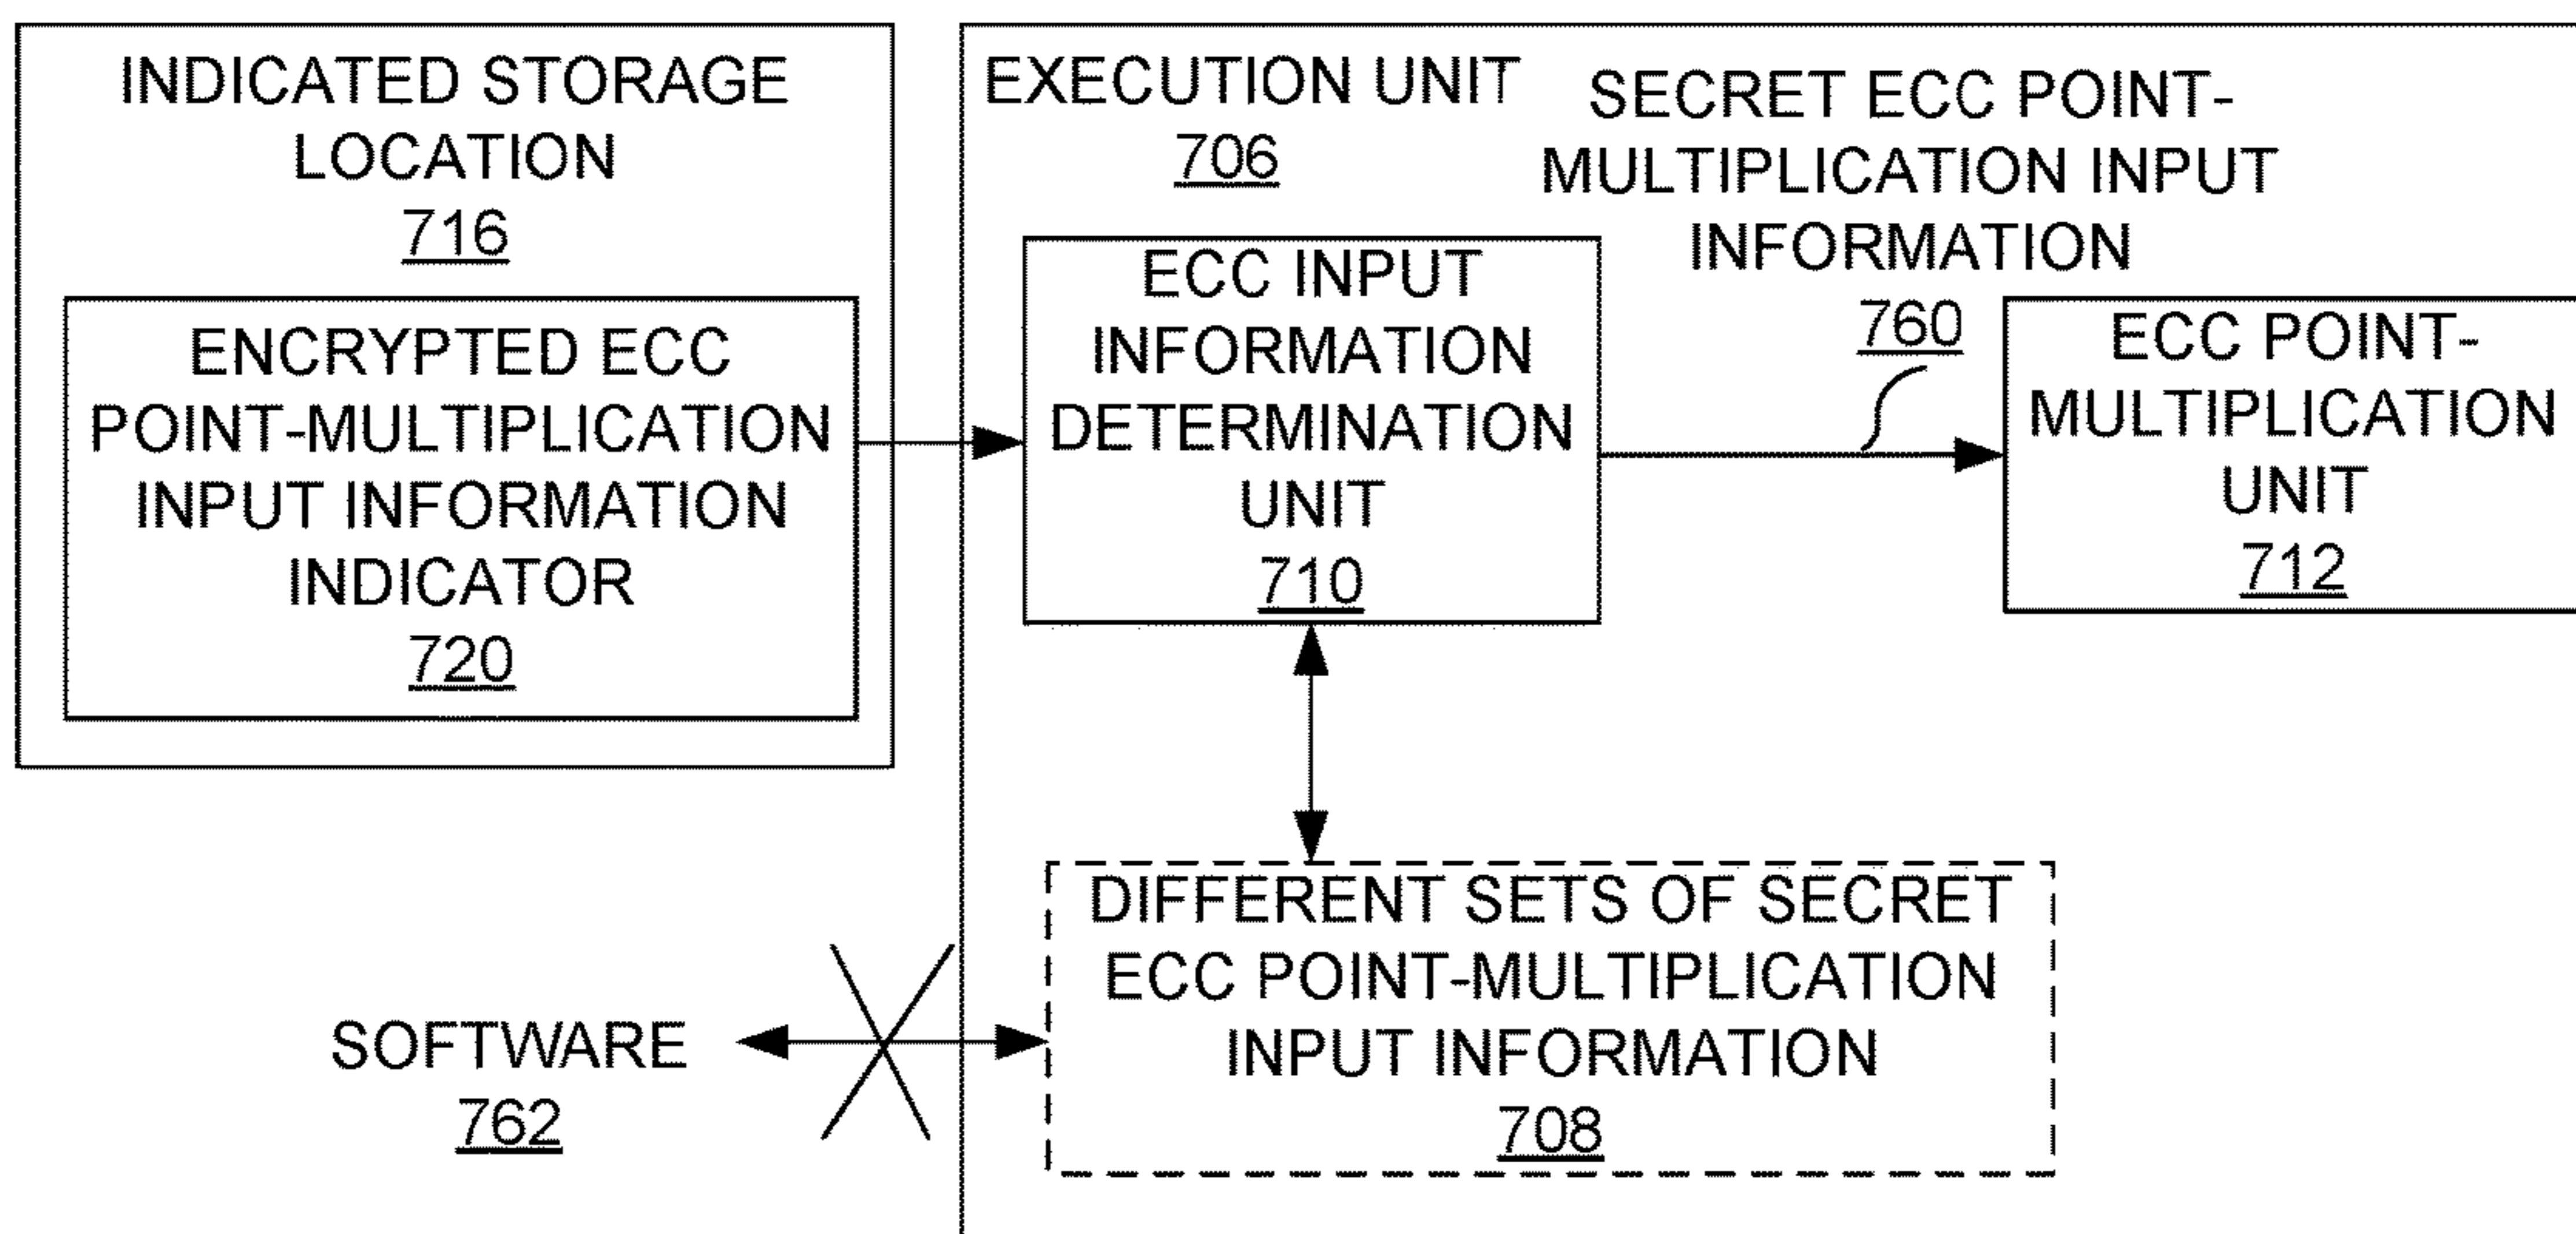 INDICATED STORAGE
LOCATION
716
ENCRYPTED ECC
POINT-MULTIPLICATION
INPUT INFORMATION
INDICATOR
720
EXECUTION UNIT
706
SECRET ECC POINT-
MULTIPLICATION INPUT
INFORMATION
760
ECC INPUT
INFORMATION
DETERMINATION
UNIT
710
ECC POINT-
MULTIPLICATION
UNIT
712
SOFTWARE
762
DIFFERENT SETS OF SECRET
ECC POINT-MULTIPLICATION
INPUT INFORMATION
708